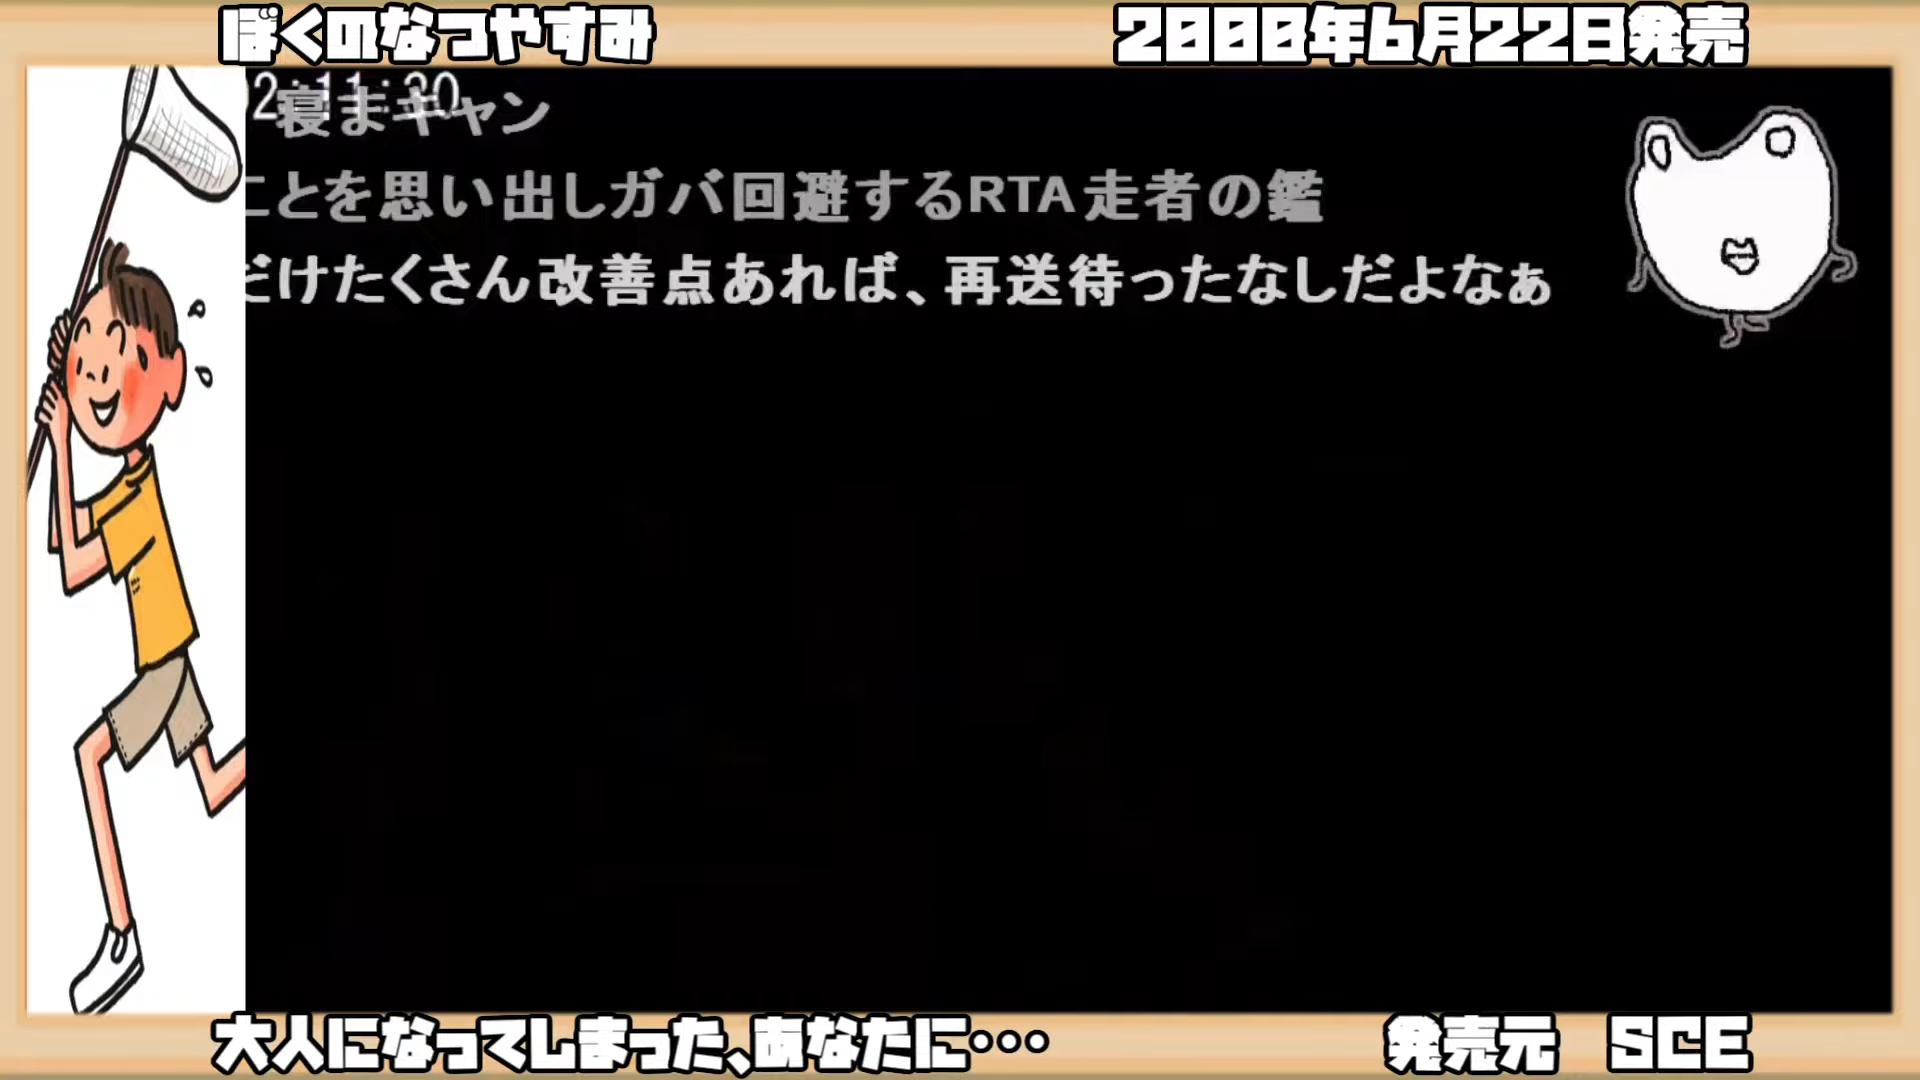 ぼくのなつやすみ
2000年6月22日発売
02:11:30
寝まキャン
ことを思い出しガバ回避するRTA走者の鑑
だけたくさん改善点あれば、再送待ったなしだよなぁ
大人になってしまった、あなたに・・・
発売元 SCE